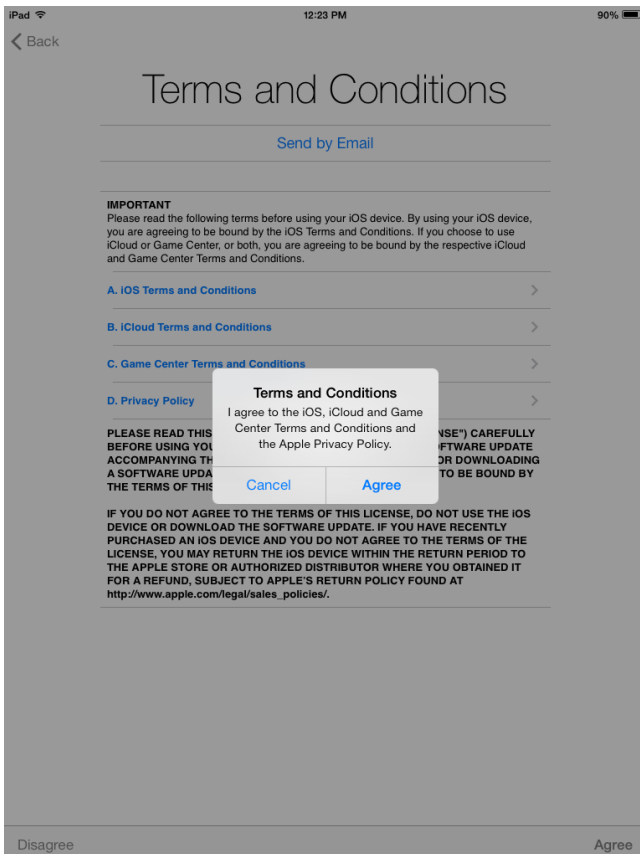 iPad 12:23 PM 90%
Back
Terms and Conditions
Send by Email
IMPORTANT
Please read the following terms before using your iOS device. By using your iOS device,
you are agreeing to be bound by the iOS Terms and Conditions. If you choose to use
iCloud or Game Center, or both, you are agreeing to be bound by the respective iCloud
and Game Center Terms and Conditions.
A. iOS Terms and Conditions
B. iCloud Terms and Conditions
C. Game Center Terms and Conditions
D. Privacy Policy
Terms and Conditions
I agree to the iOS, iCloud and Game
Center Terms and Conditions and
the Apple Privacy Policy.
Cancel Agree
PLEASE READ THIS NSE") CAREFULLY
BEFORE USING YOU FTWARE UPDATE
ACCOMPANYING TH OR DOWNLOADING
A SOFTWARE UPDA TO BE BOUND BY
THE TERMS OF THIS
IF YOU DO NOT AGREE TO THE TERMS OF THIS LICENSE, DO NOT USE THE iOS
DEVICE OR DOWNLOAD THE SOFTWARE UPDATE. IF YOU HAVE RECENTLY
PURCHASED AN iOS DEVICE AND YOU DO NOT AGREE TO THE TERMS OF THE
LICENSE, YOU MAY RETURN THE iOS DEVICE WITHIN THE RETURN PERIOD TO
THE APPLE STORE OR AUTHORIZED DISTRIBUTOR WHERE YOU OBTAINED IT
FOR A REFUND, SUBJECT TO APPLE'S RETURN POLICY FOUND AT
http://www.apple.com/legal/sales_policies/.
Disagree Agree